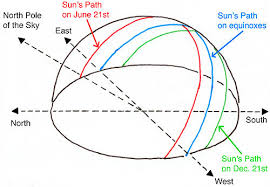 Sun's Path
on June 21st
North Pole
of the Sky
East
Sun's Path
on equinoxes
North
South
Sun's Path
on Dec. 21st
West